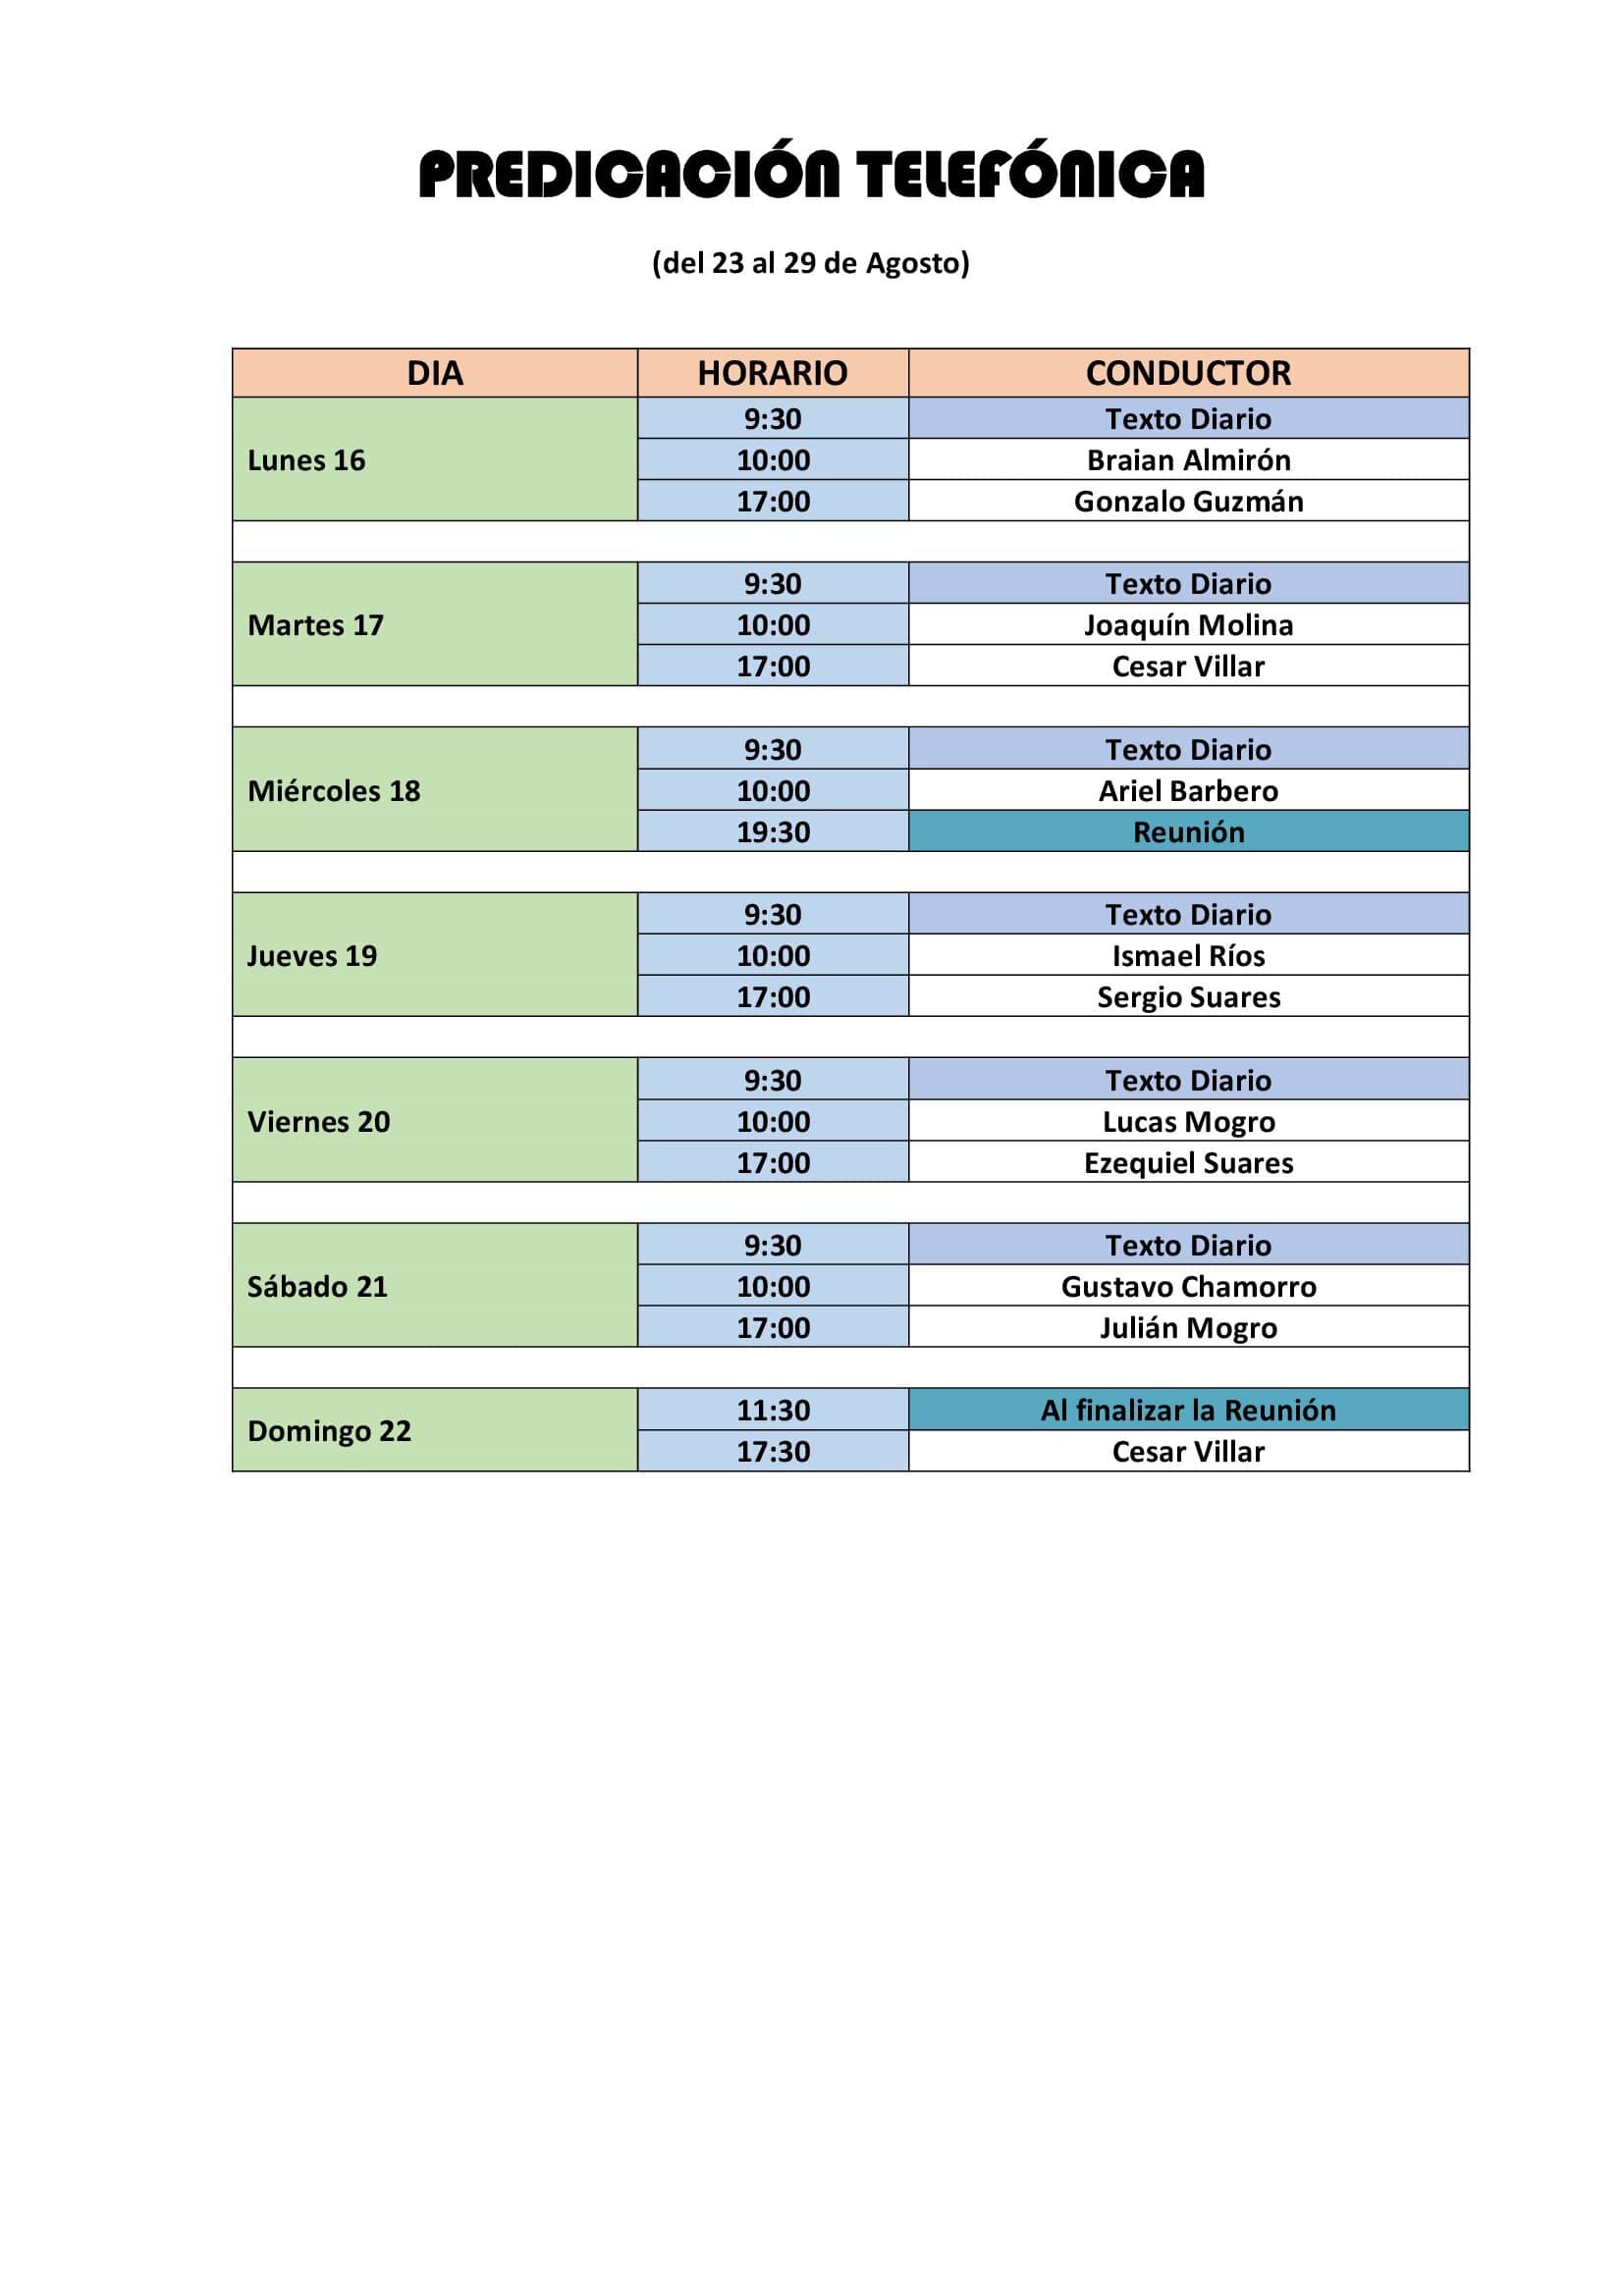 PREDICACIÓN TELEFÓNICA
(del 23 al 29 de Agosto)
DIA HORARIO CONDUCTOR
Lunes 16
9:30 Texto Diario
10:00 Braian Almirón
17:00 Gonzalo Guzmán
Martes 17
9:30 Texto Diario
10:00 Joaquín Molina
17:00 Cesar Villar
Miércoles 18
9:30 Texto Diario
10:00 Ariel Barbero
19:30 Reunión
Jueves 19
9:30 Texto Diario
10:00 Ismael Ríos
17:00 Sergio Suares
Viernes 20
9:30 Texto Diario
10:00 Lucas Mogro
17:00 Ezequiel Suares
Sábado 21
9:30 Texto Diario
10:00 Gustavo Chamorro
17:00 Julián Mogro
Domingo 22
11:30 Al finalizar la Reunión
17:30 Cesar Villar